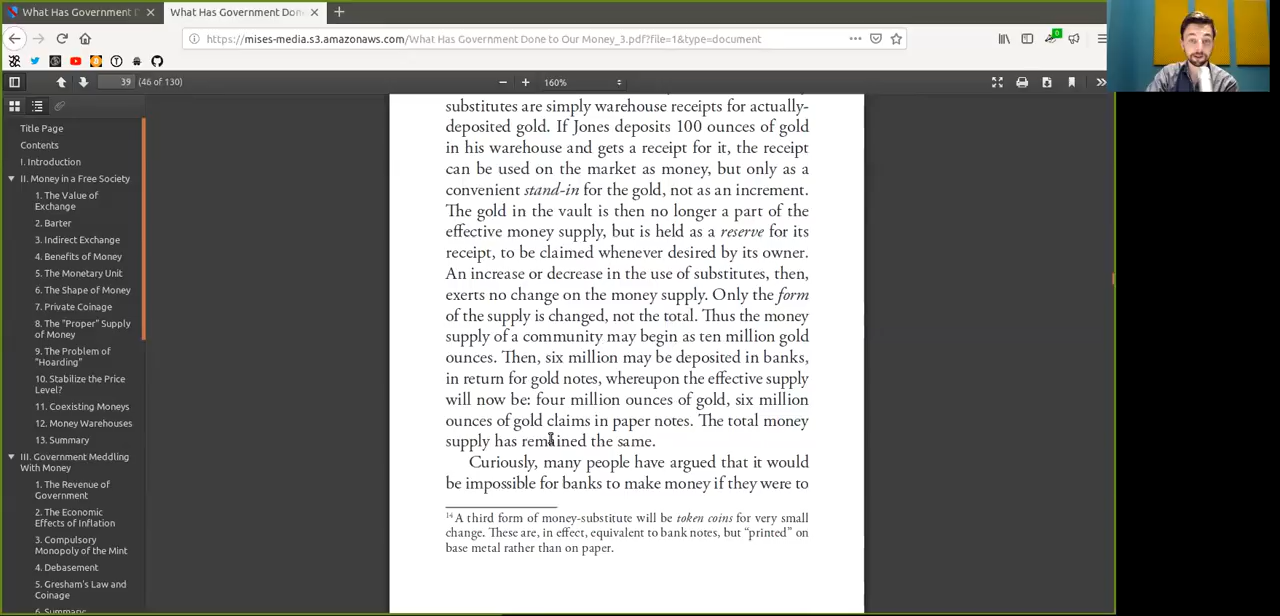 What Has Government I
What Has Government Don
https://mises-media.s3.amazonaws.com/What Has Government Done to Our Money_3.pdf?file=1&type=document
0
39 (46 of 130)
160%
Title Page
Contents
I. Introduction
II. Money in a Free Society
1. The Value of
Exchange
2. Barter
3. Indirect Exchange
4. Benefits of Money
5. The Monetary Unit
6. The Shape of Money
7. Private Coinage
8. The “Proper” Supply
of Money
9. The Problem of
“Hoarding”
10. Stabilize the Price
Level?
11. Coexisting Moneys
12. Money Warehouses
13. Summary
III. Government Meddling
With Money
1. The Revenue of
Government
2. The Economic
Effects of Inflation
3. Compulsory
Monopoly of the Mint
4. Debasement
5. Gresham's Law and
Coinage
6. Summary:
substitutes are simply warehouse receipts for actually-
deposited gold. If Jones deposits 100 ounces of gold
in his warehouse and gets a receipt for it, the receipt
can be used on the market as money, but only as a
convenient stand-in for the gold, not as an increment.
The gold in the vault is then no longer a part of the
effective money supply, but is held as a reserve for its
receipt, to be claimed whenever desired by its owner.
An increase or decrease in the use of substitutes, then,
exerts no change on the money supply. Only the form
of the supply is changed, not the total. Thus the money
supply of a community may begin as ten million gold
ounces. Then, six million may be deposited in banks,
in return for gold notes, whereupon the effective supply
will now be: four million ounces of gold, six million
ounces of gold claims in paper notes. The total money
supply has remained the same.
Curiously, many people have argued that it would
be impossible for banks to make money if they were to
14 A third form of money-substitute will be token coins for very small
change. These are, in effect, equivalent to bank notes, but “printed” on
base metal rather than on paper.